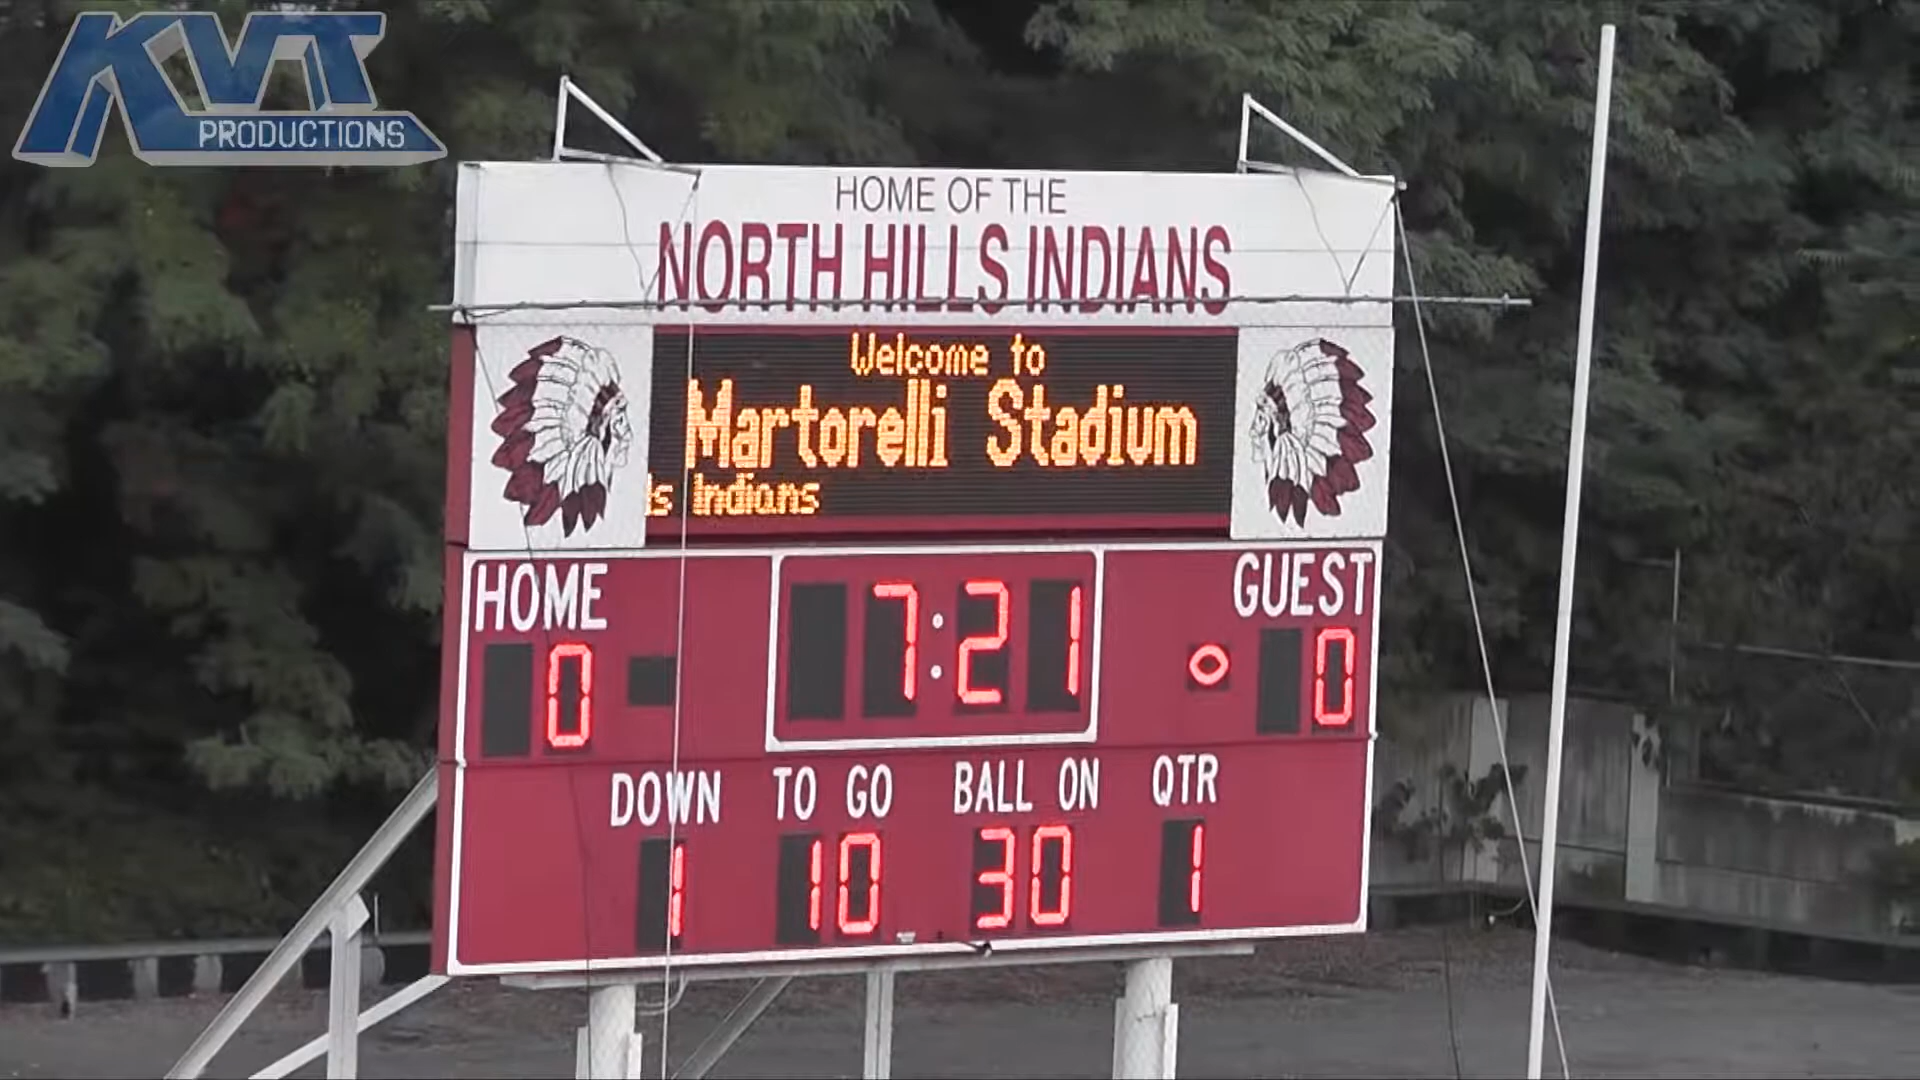 KVT
PRODUCTIONS
HOME OF THE
NORTH HILLS INDIANS
Welcome to
Martorelli Stadium
ls Indians
HOME 7:21 GUEST
0 0
DOWN TO GO BALL ON QTR
1 10 30 1